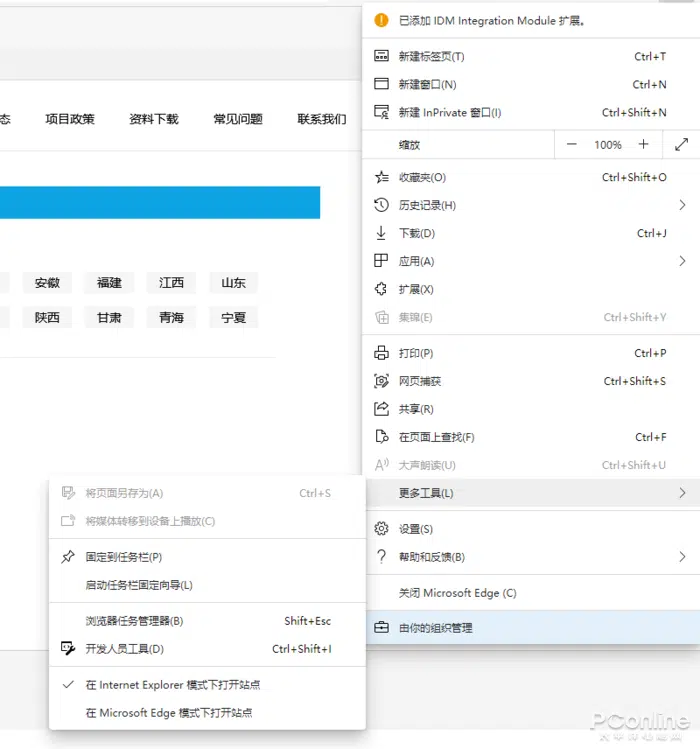 已添加 IDM Integration Module 扩展。
新建标签页(T) Ctrl+T
新建窗口(N) Ctrl+N
新建 InPrivate 窗口(I) Ctrl+Shift+N
缩放 — 100% +
收藏夹(O) Ctrl+Shift+O
历史记录(H)
下载(D) Ctrl+J
应用(A)
扩展(X)
集锦(E) Ctrl+Shift+Y
打印(P) Ctrl+P
网页捕获 Ctrl+Shift+S
共享(R)
在页面上查找(F) Ctrl+F
大声朗读(U) Ctrl+Shift+U
更多工具(L)
设置(S)
帮助和反馈(B)
关闭 Microsoft Edge (C)
由你的组织管理
态 项目政策 资料下载 常见问题 联系我们
安徽 福建 江西 山东
陕西 甘肃 青海 宁夏
将页面另存为(A) Ctrl+S
将媒体转移到设备上播放(C)
固定到任务栏(P)
启动任务栏固定向导(L)
浏览器任务管理器(B) Shift+Esc
开发人员工具(D) Ctrl+Shift+I
在 Internet Explorer 模式下打开站点
在 Microsoft Edge 模式下打开站点
PConline
太平洋电脑网